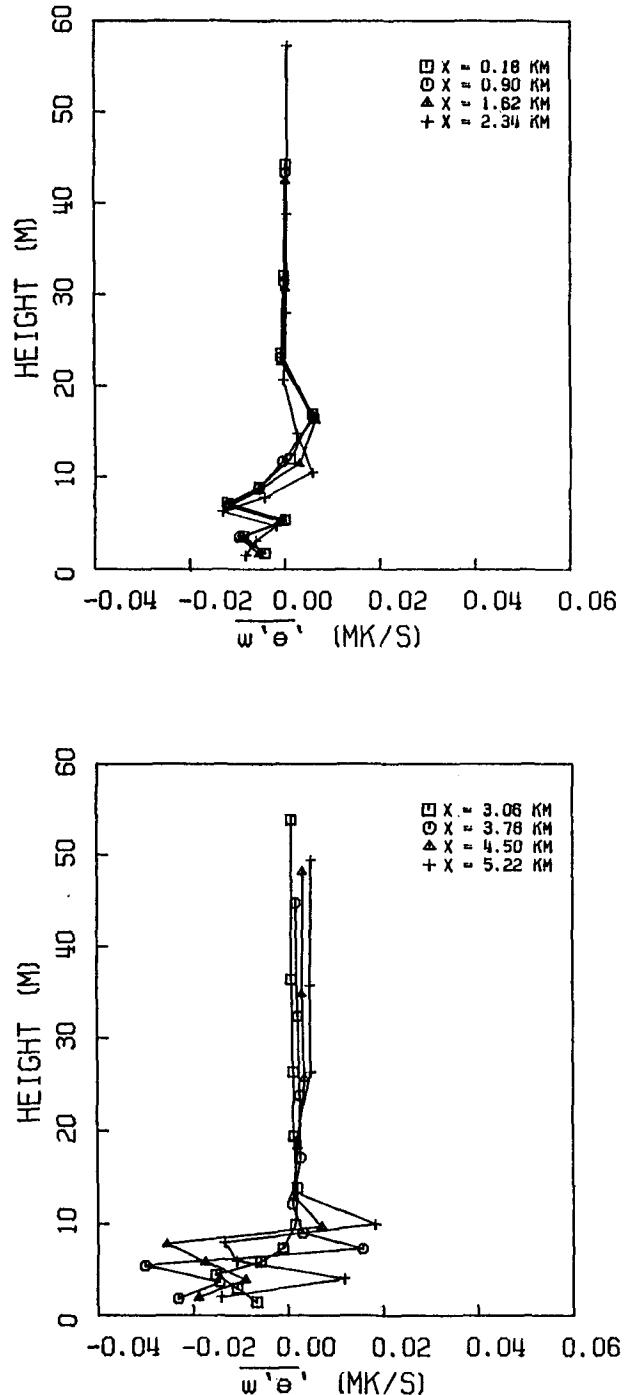 60
50
40
30
20
10
0
HEIGHT (M)
X = 0.18 KM
X = 0.90 KM
X = 1.62 KM
X = 2.34 KM
-0.04 -0.02 0.00 0.02 0.04 0.06
w'θ' (MK/S)
60
50
40
30
20
10
0
HEIGHT (M)
X = 3.06 KM
X = 3.78 KM
X = 4.50 KM
X = 5.22 KM
-0.04 -0.02 0.00 0.02 0.04 0.06
w'θ' (MK/S)